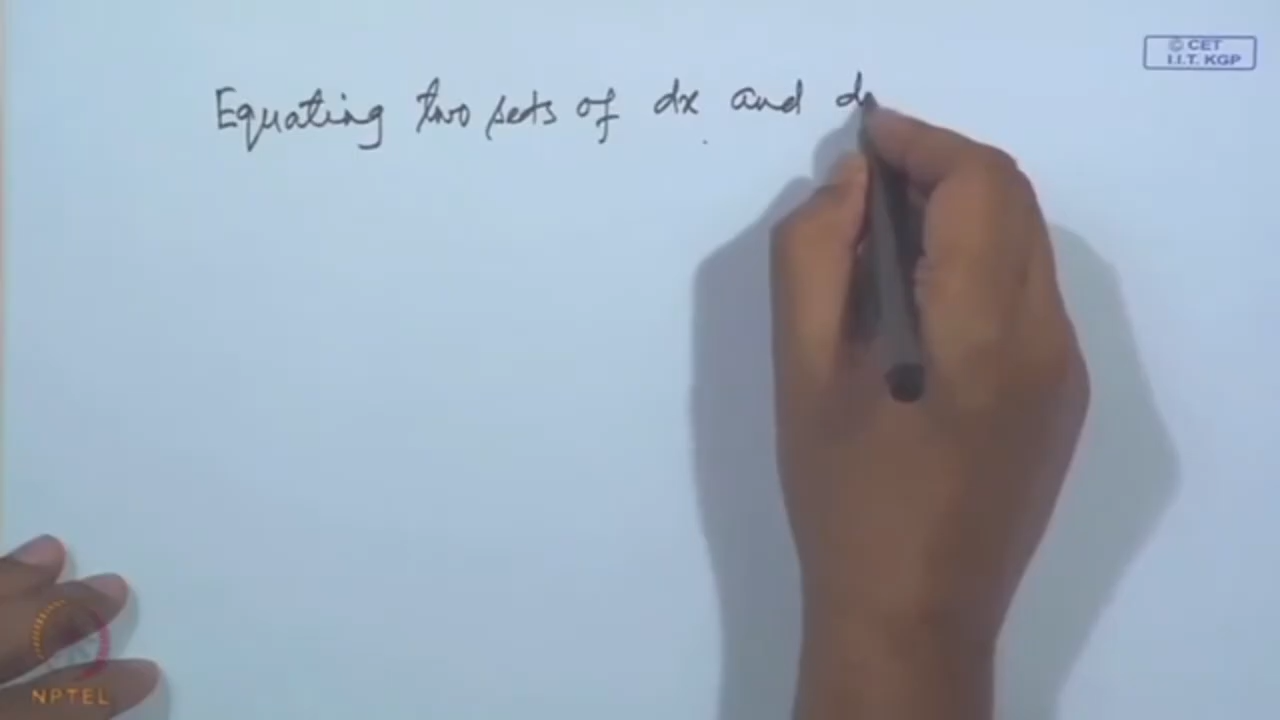 © CET
I.I.T. KGP
Equating two sets of dx and d
NPTEL